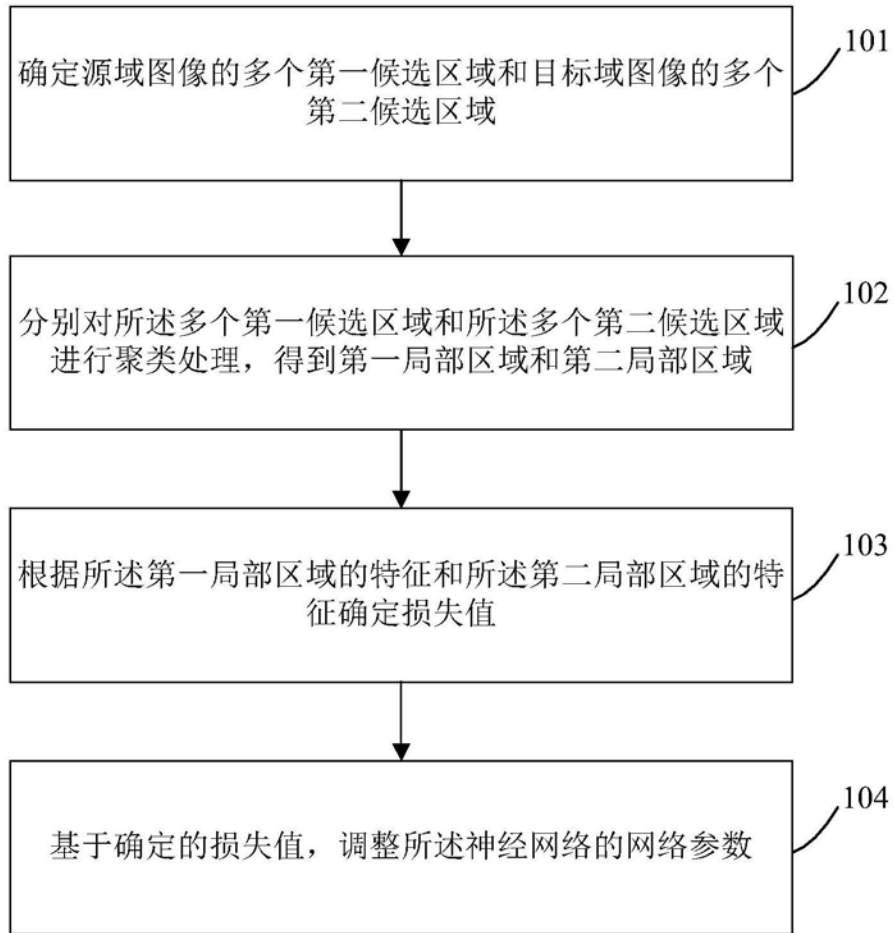 101
确定源域图像的多个第一候选区域和目标域图像的多个
第二候选区域
102
分别对所述多个第一候选区域和所述多个第二候选区域
进行聚类处理，得到第一局部区域和第二局部区域
103
根据所述第一局部区域的特征和所述第二局部区域的特
征确定损失值
104
基于确定的损失值，调整所述神经网络的网络参数